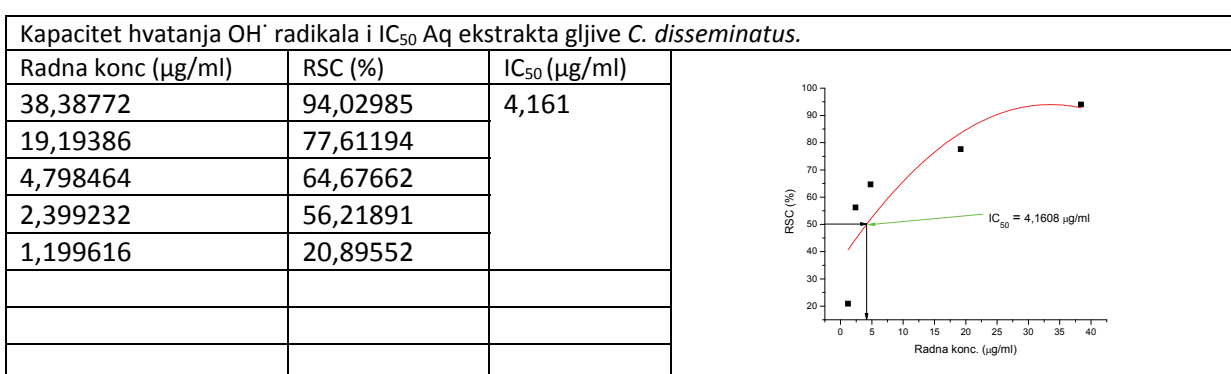 Kapacitet hvatanja OH˙ radikala i IC₅₀ Aq ekstrakta gljive C. disseminatus.
Radna konc (µg/ml) RSC (%) IC₅₀ (µg/ml)
38,38772 94,02985 4,161
19,19386 77,61194
4,798464 64,67662
2,399232 56,21891
1,199616 20,89552
100
90
80
70
60
50
40
30
20
RSC (%)
IC₅₀ = 4,1608 µg/ml
0 5 10 15 20 25 30 35 40
Radna konc. (µg/ml)